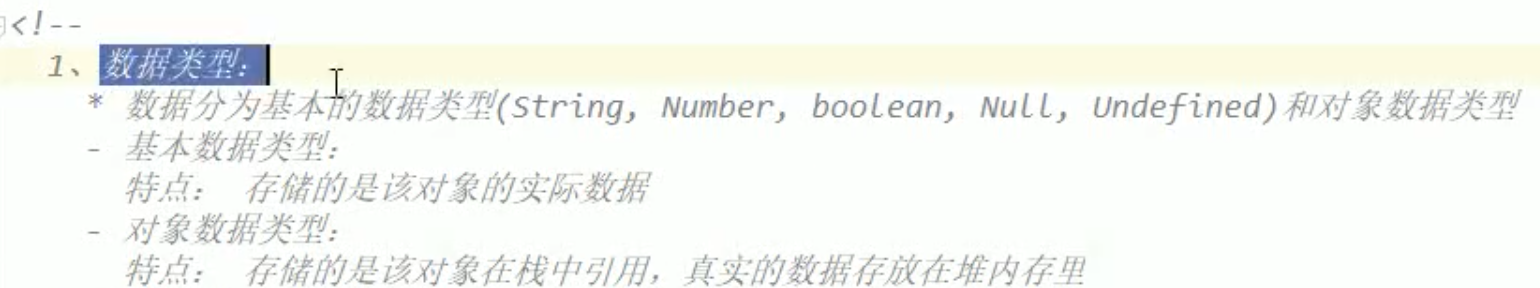 <!--
1、数据类型：
* 数据分为基本的数据类型(String, Number, boolean, Null, Undefined)和对象数据类型
- 基本数据类型：
特点： 存储的是该对象的实际数据
- 对象数据类型：
特点： 存储的是该对象在栈中引用，真实的数据存放在堆内存里